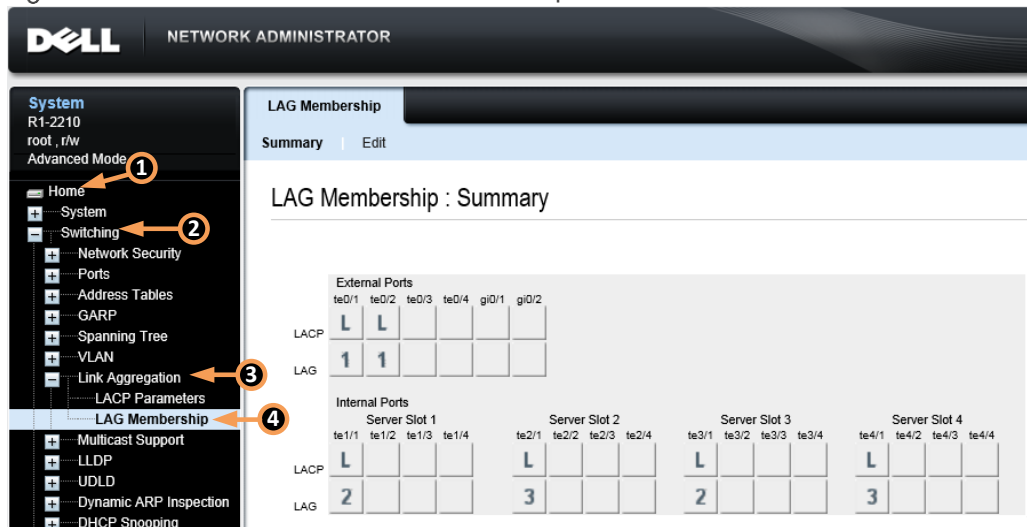 DELL NETWORK ADMINISTRATOR
System
R1-2210
root , r/w
Advanced Mode
1
Home
System
2
Switching
Network Security
Ports
Address Tables
GARP
Spanning Tree
VLAN
Link Aggregation
3
LACP Parameters
LAG Membership
4
Multicast Support
LLDP
UDLD
Dynamic ARP Inspection
DHCP Snooping
LAG Membership
Summary Edit
LAG Membership : Summary
External Ports
te0/1 te0/2 te0/3 te0/4 gi0/1 gi0/2
LACP L L
LAG 1 1
Internal Ports
Server Slot 1 Server Slot 2 Server Slot 3 Server Slot 4
te1/1 te1/2 te1/3 te1/4 te2/1 te2/2 te2/3 te2/4 te3/1 te3/2 te3/3 te3/4 te4/1 te4/2 te4/3 te4/4
LACP L L L L
LAG 2 3 2 3